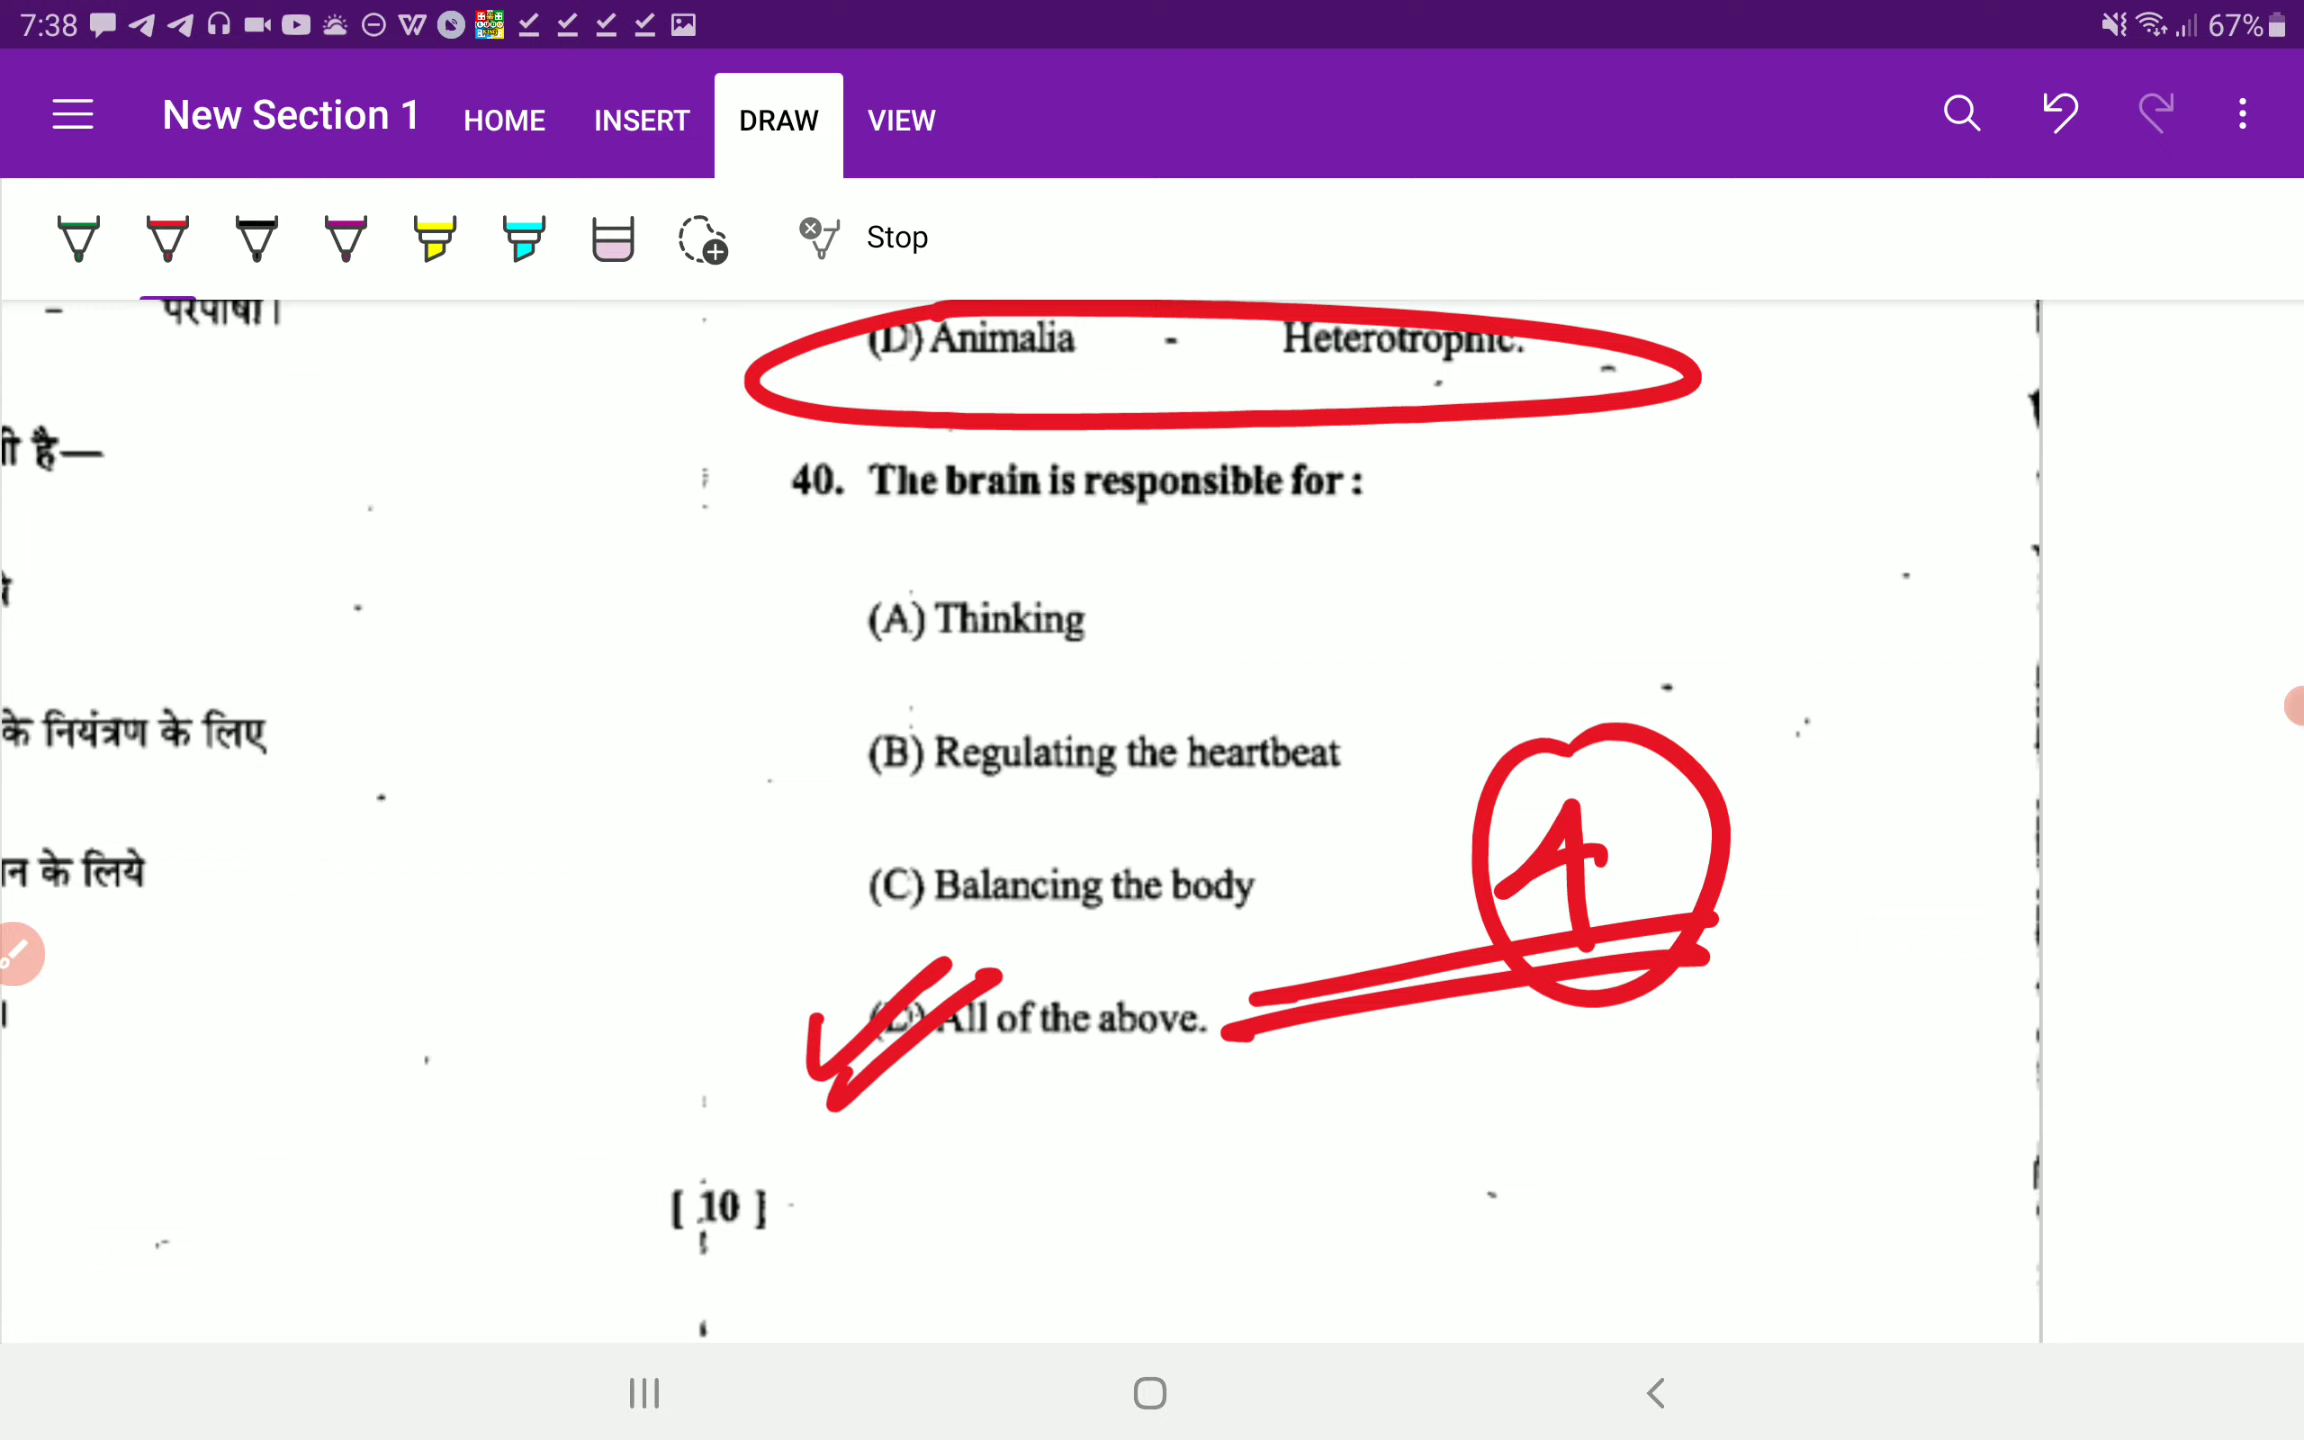 7:38 67%
New Section 1 HOME INSERT DRAW VIEW
Stop
- परपोषी।
(D) Animalia - Heterotrophic.
है—
40. The brain is responsible for :
(A) Thinking
के नियंत्रण के लिए
(B) Regulating the heartbeat
के लिये
(C) Balancing the body
4
(D) All of the above.
[ 10 ]